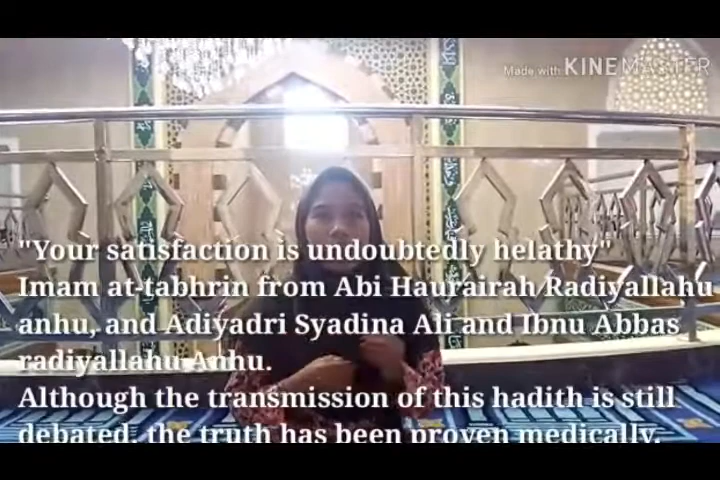 Made with KINEMASTER
"Your satisfaction is undoubtedly helathy"
Imam at-tabhrin from Abi Haurairah Radiyallahu
anhu, and Adiyadri Syadina Ali and Ibnu Abbas
radiyallahu Anhu.
Although the transmission of this hadith is still
debated, the truth has been proven medically.